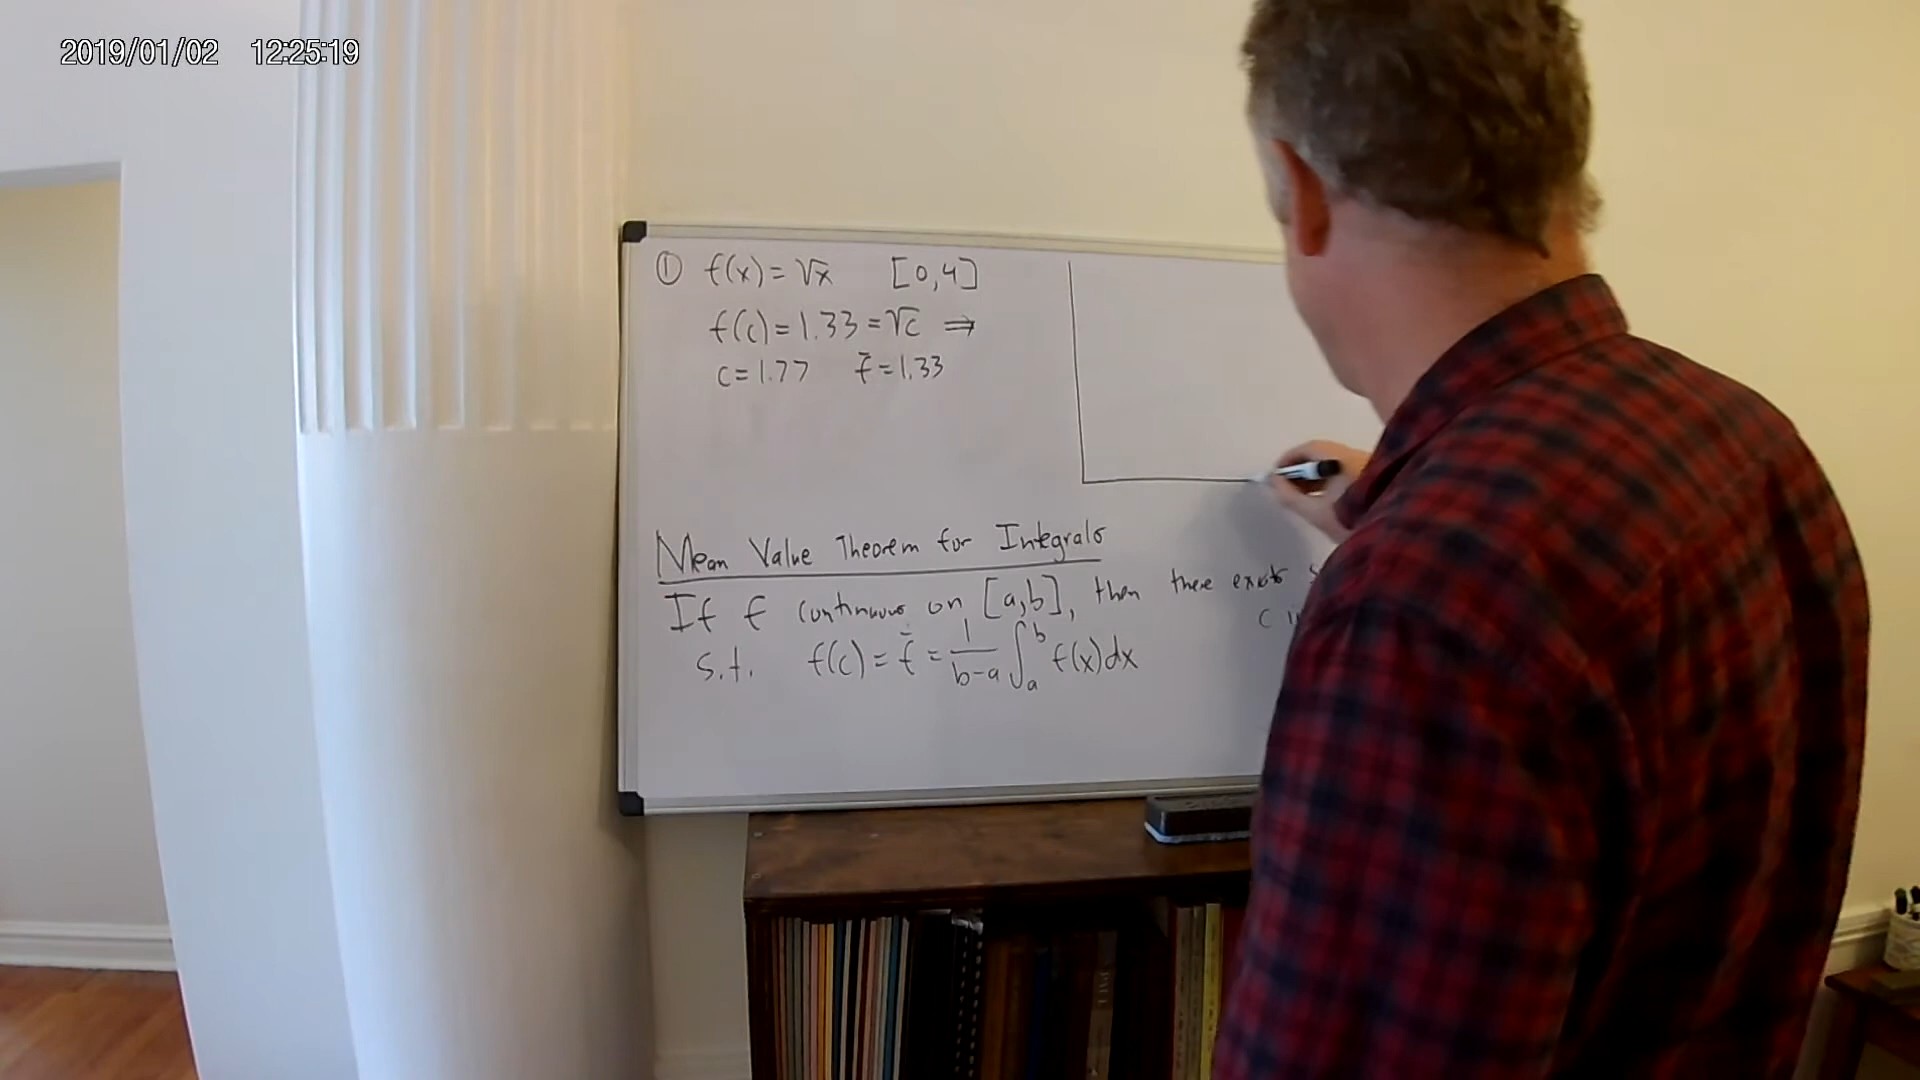 2019/01/02 12:25:19
① f(x) = √x [0,4]
f(c) = 1.33 = √c ⇒
c = 1.77 f̄ = 1.33
Mean Value Theorem for Integrals
If f continuous on [a,b], then there exists
c
s.t. f(c) = f̄ = 1/(b-a) ∫_a^b f(x)dx